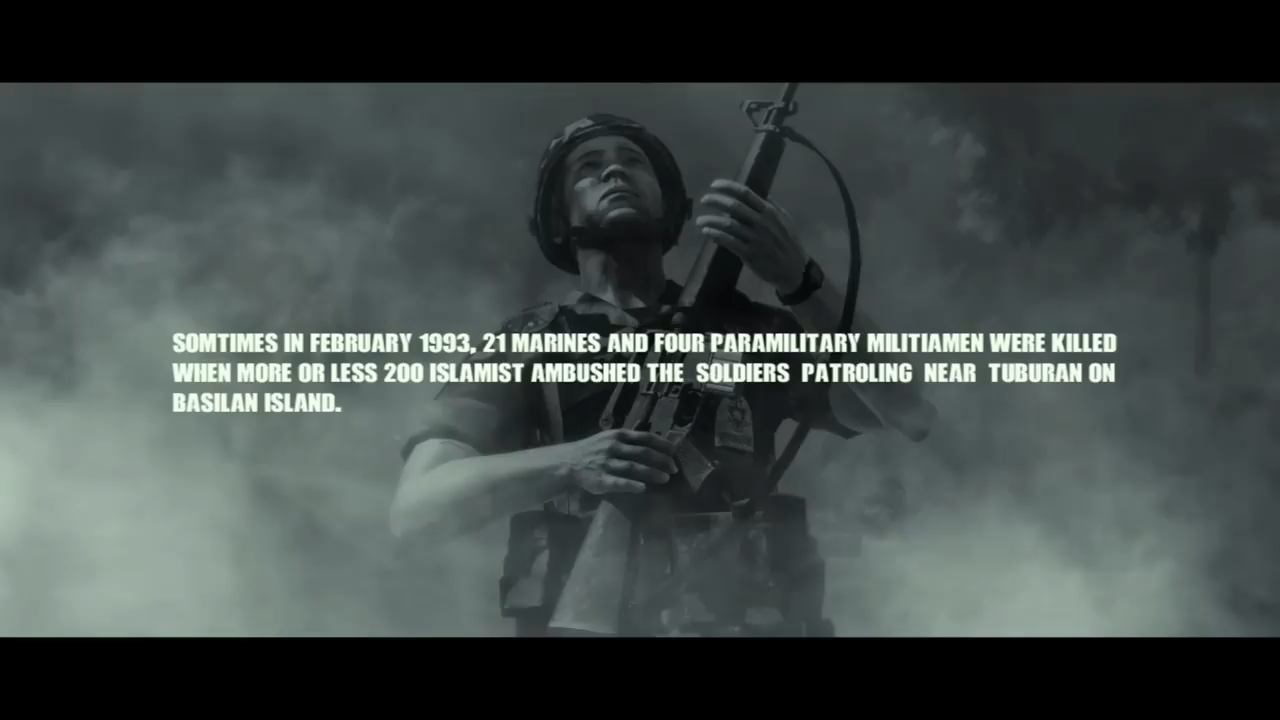 SOMTIMES IN FEBRUARY 1993, 21 MARINES AND FOUR PARAMILITARY MILITIAMEN WERE KILLED
WHEN MORE OR LESS 200 ISLAMIST AMBUSHED THE SOLDIERS PATROLING NEAR TUBURAN ON
BASILAN ISLAND.